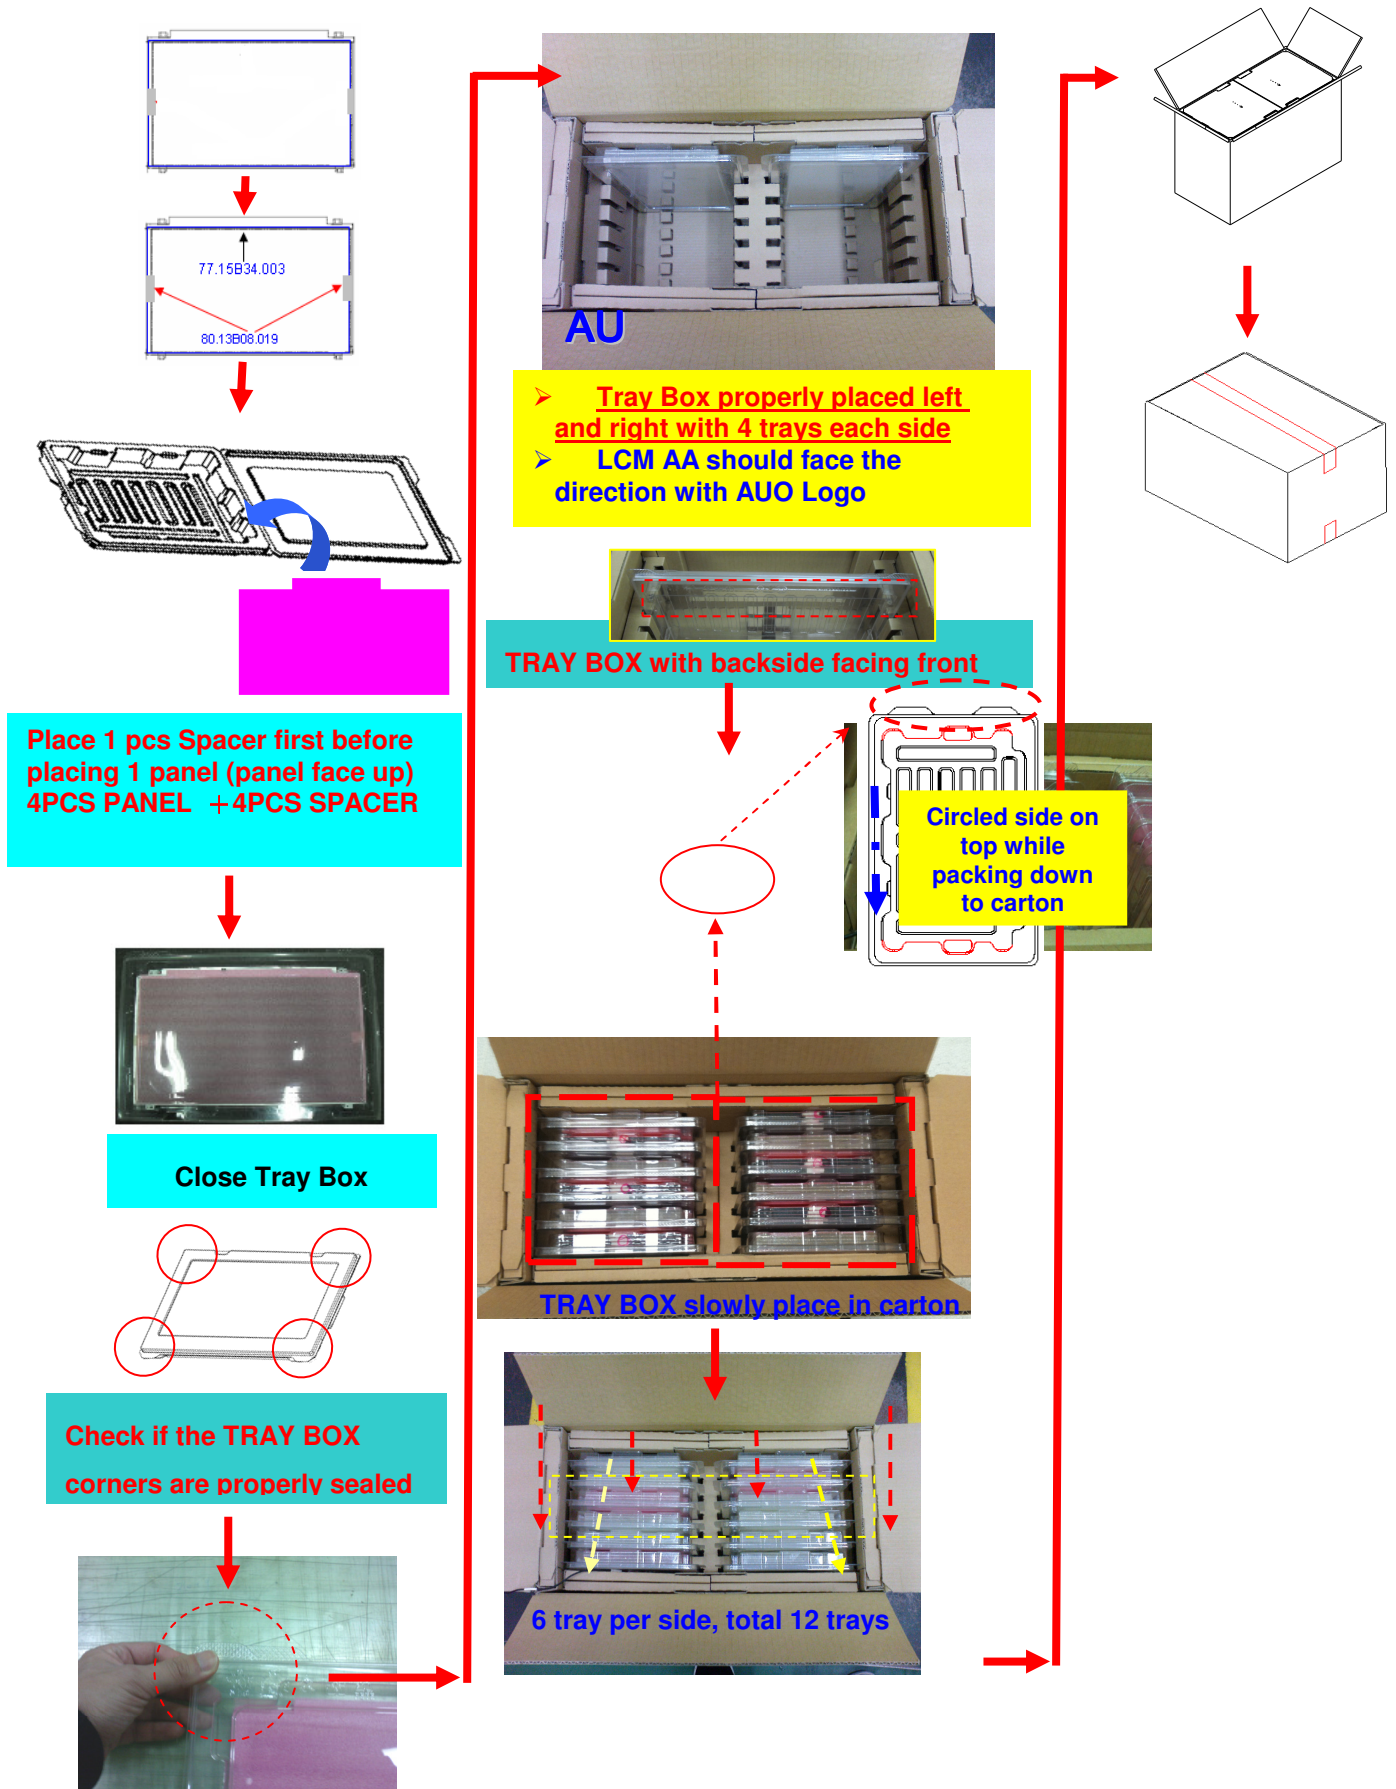 77.15B34.003
80.13B08.019
Place 1 pcs Spacer first before
placing 1 panel (panel face up)
4PCS PANEL +4PCS SPACER
Close Tray Box
Check if the TRAY BOX
corners are properly sealed
AU
➢ Tray Box properly placed left
and right with 4 trays each side
➢ LCM AA should face the
direction with AUO Logo
TRAY BOX with backside facing front
Circled side on
top while
packing down
to carton
TRAY BOX slowly place in carton
6 tray per side, total 12 trays